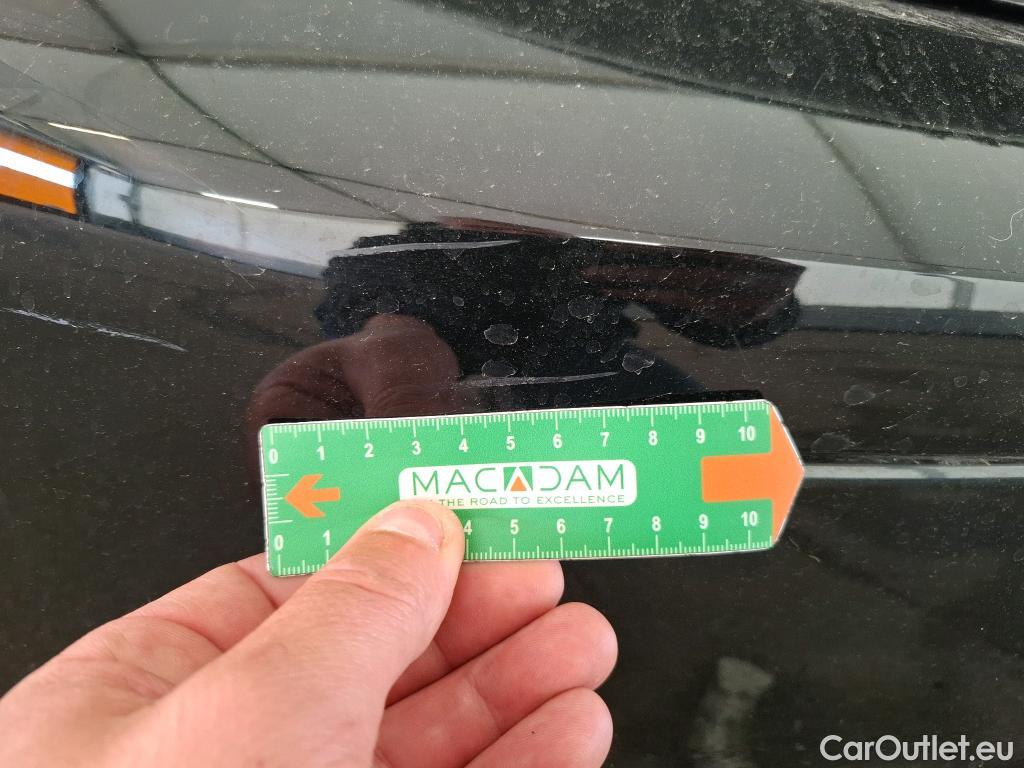 0 1 2 3 4 5 6 7 8 9 10
MACADAM
THE ROAD TO EXCELLENCE
0 1 4 5 6 7 8 9 10
CarOutlet.eu